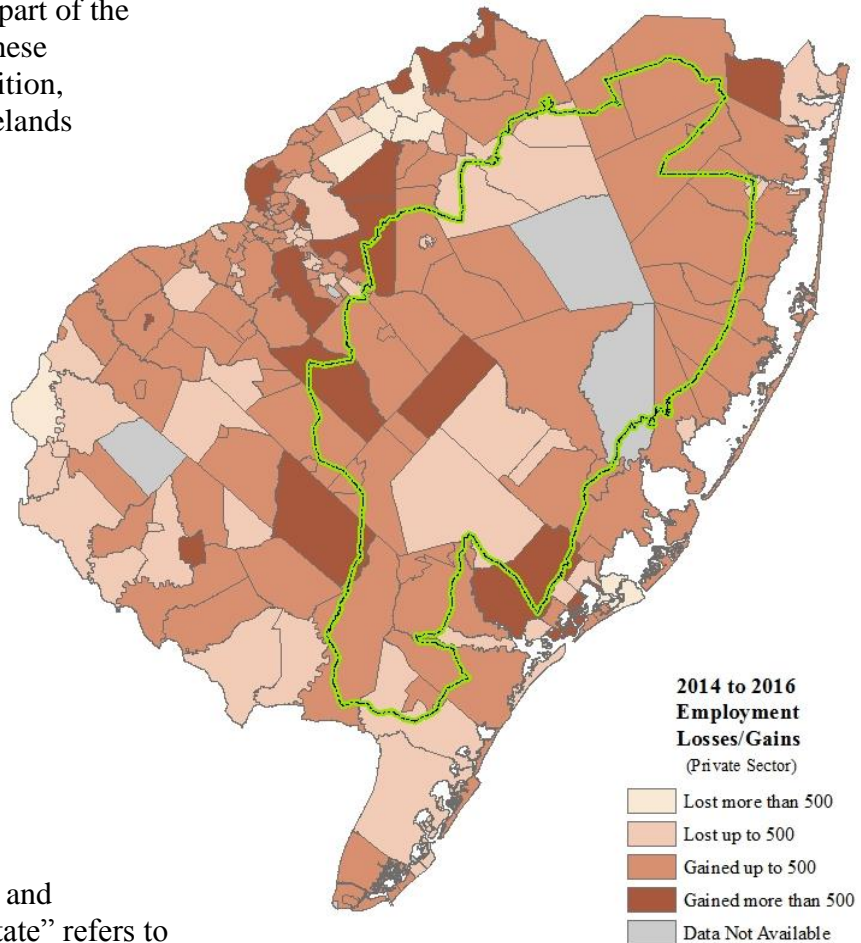 part of the
nese
ition,
elands
2014 to 2016
Employment
Losses/Gains
(Private Sector)
Lost more than 500
Lost up to 500
Gained up to 500
Gained more than 500
Data Not Available
and
tate” refers to